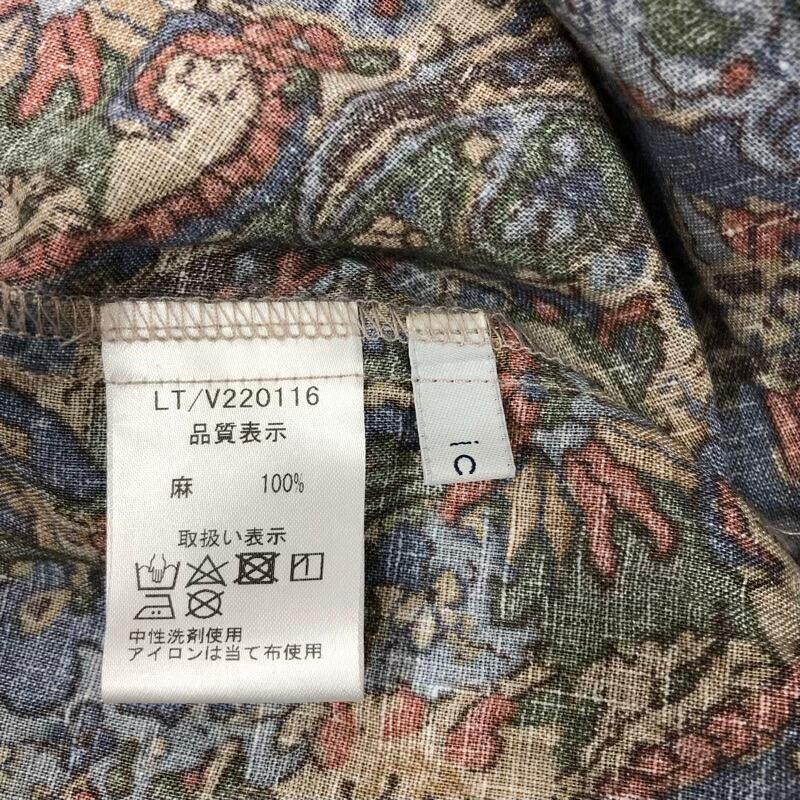 LT/V220116
品質表示
麻 100%
取扱い表示
中性洗剤使用
アイロンは当て布使用
ic